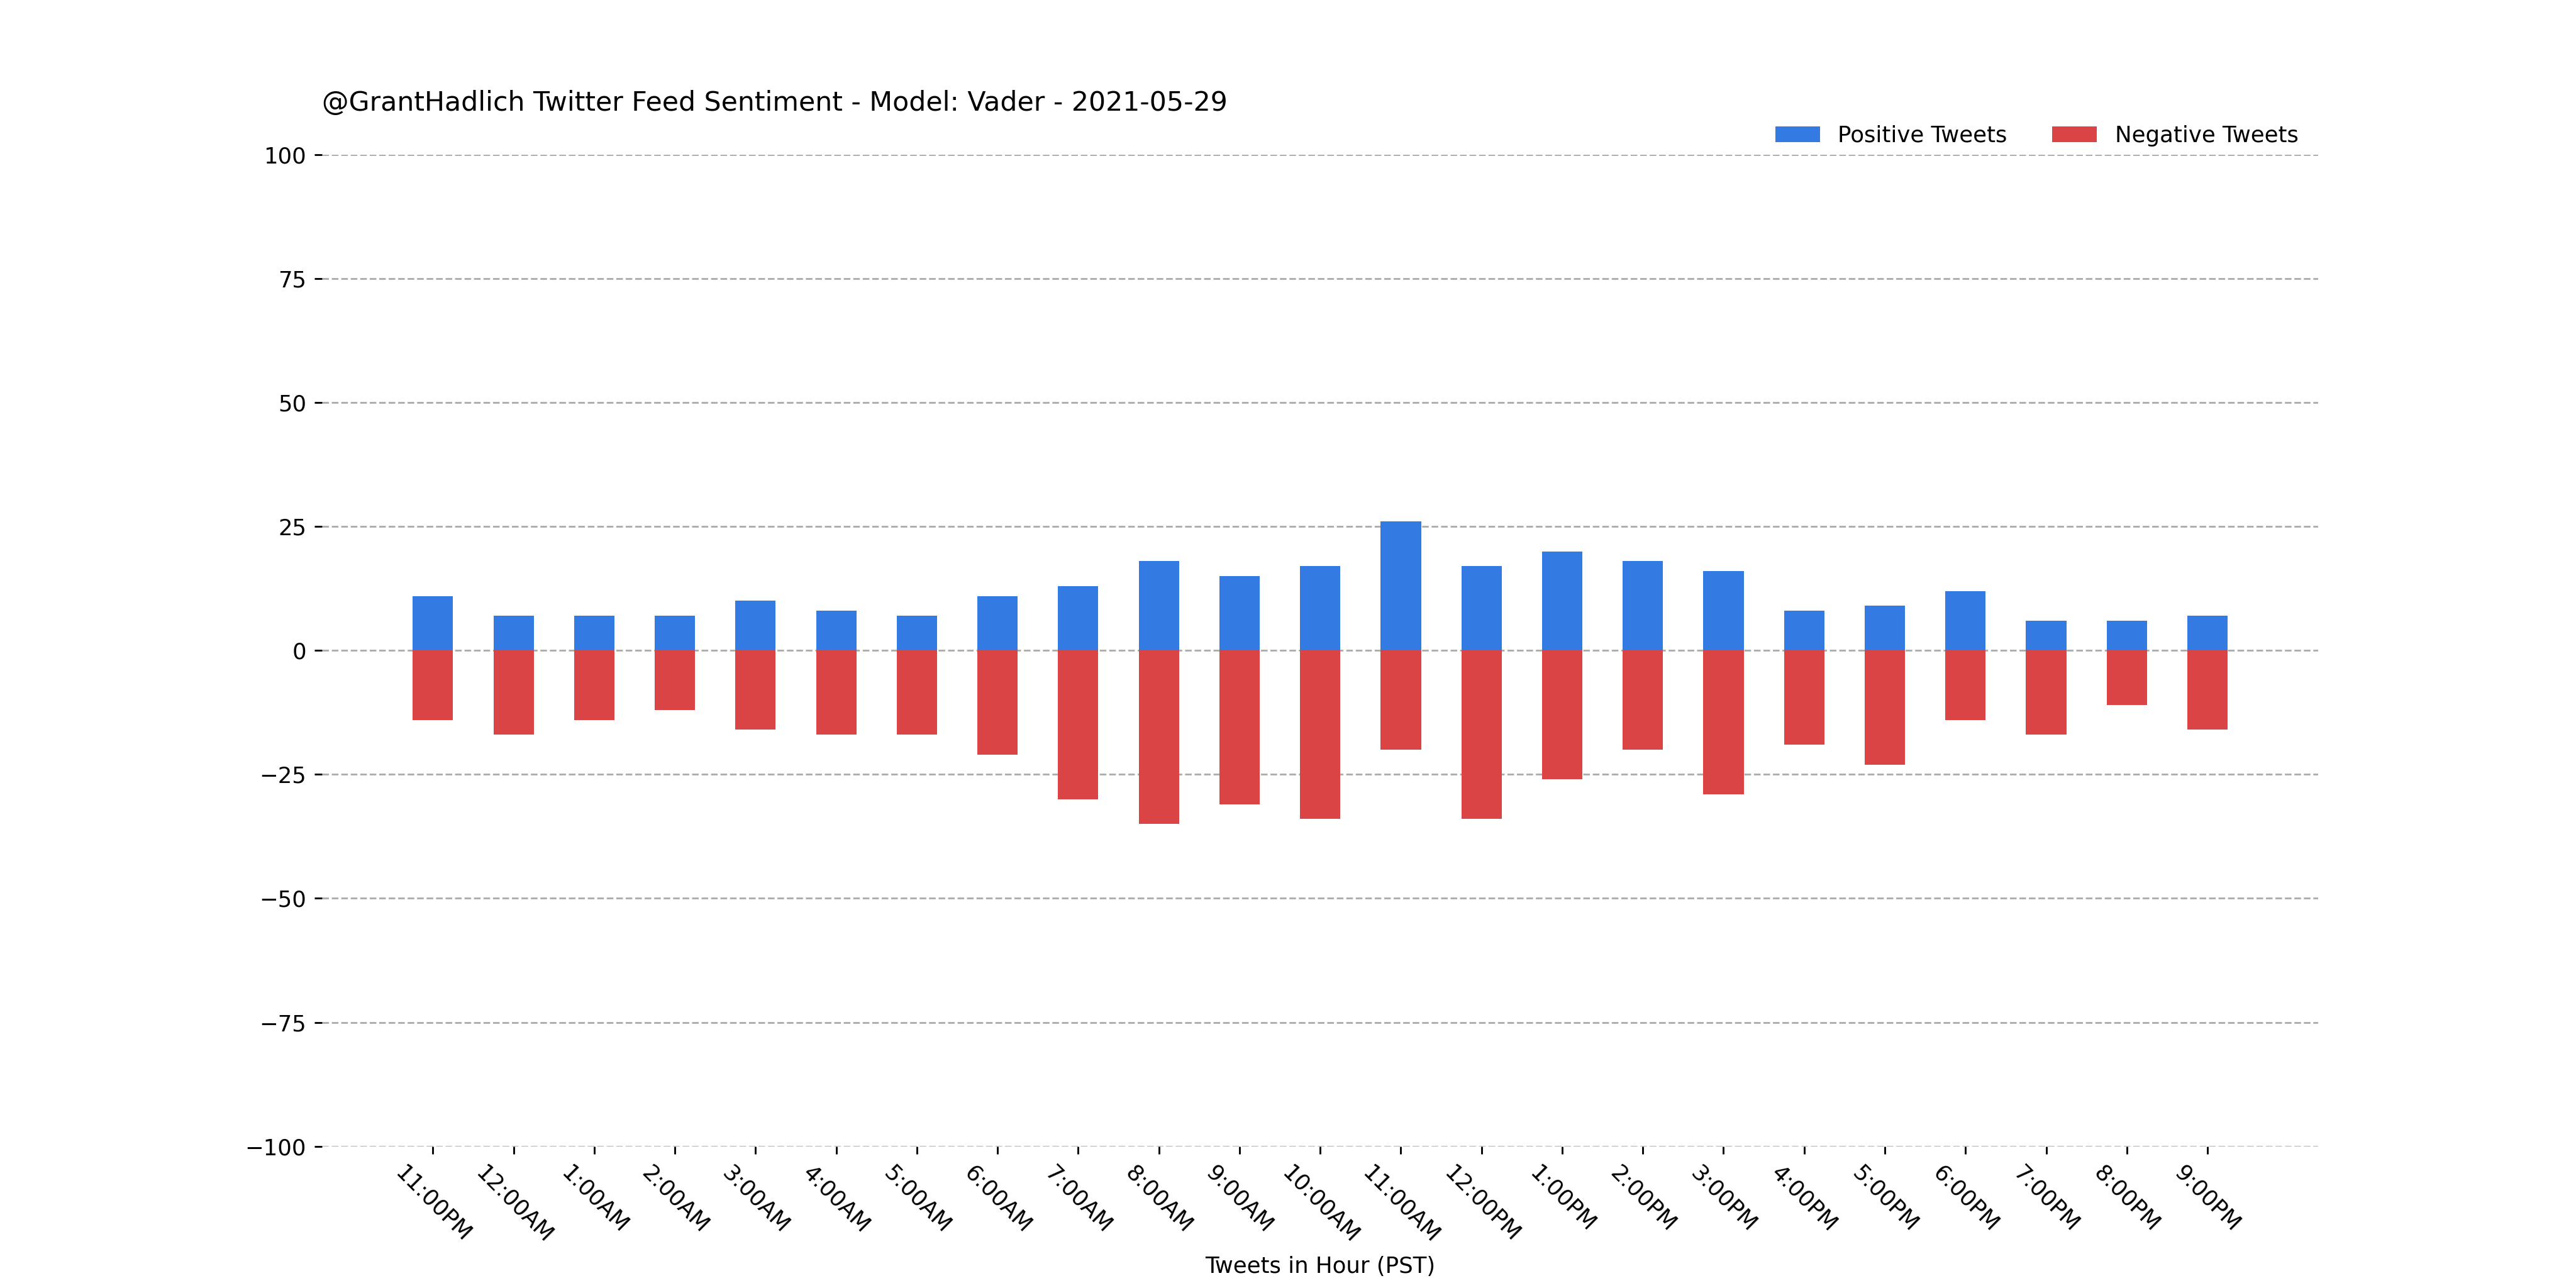 @GrantHadlich Twitter Feed Sentiment - Model: Vader - 2021-05-29
Positive Tweets
Negative Tweets
100
75
50
25
0
−25
−50
−75
−100
11:00PM
12:00AM
1:00AM
2:00AM
3:00AM
4:00AM
5:00AM
6:00AM
7:00AM
8:00AM
9:00AM
10:00AM
11:00AM
12:00PM
1:00PM
2:00PM
3:00PM
4:00PM
5:00PM
6:00PM
7:00PM
8:00PM
9:00PM
Tweets in Hour (PST)